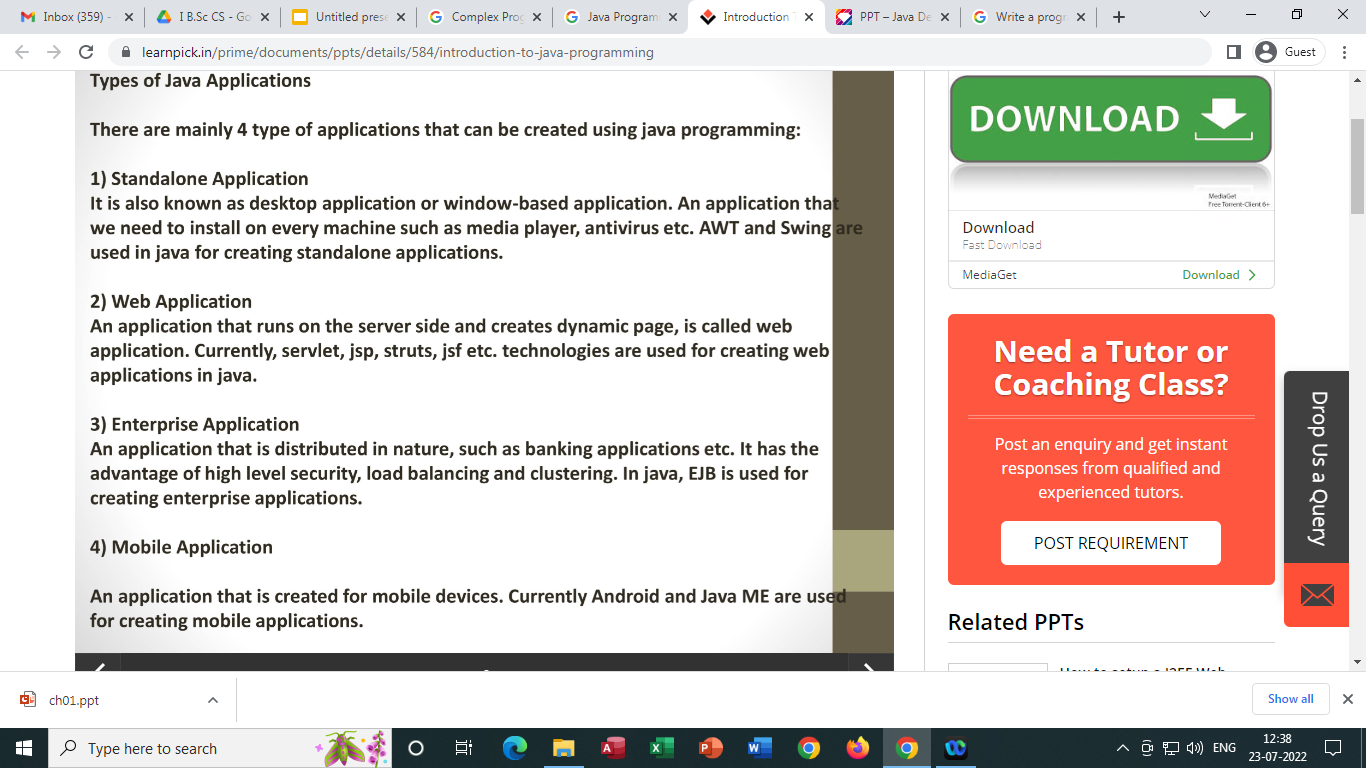 Inbox (359) -
I B.Sc CS - Go
Untitled pres
Complex Prog
Java Program
Introduction T
PPT – Java De
Write a progr
learnpick.in/prime/documents/ppts/details/584/introduction-to-java-programming
Guest
Types of Java Applications
There are mainly 4 type of applications that can be created using java programming:
1) Standalone Application
It is also known as desktop application or window-based application. An application that
we need to install on every machine such as media player, antivirus etc. AWT and Swing are
used in java for creating standalone applications.
2) Web Application
An application that runs on the server side and creates dynamic page, is called web
application. Currently, servlet, jsp, struts, jsf etc. technologies are used for creating web
applications in java.
3) Enterprise Application
An application that is distributed in nature, such as banking applications etc. It has the
advantage of high level security, load balancing and clustering. In java, EJB is used for
creating enterprise applications.
4) Mobile Application
An application that is created for mobile devices. Currently Android and Java ME are used
for creating mobile applications.
DOWNLOAD
MediaGet
Free Torrent-Client 6+
Download
Fast Download
MediaGet
Download
Need a Tutor or
Coaching Class?
Post an enquiry and get instant
responses from qualified and
experienced tutors.
POST REQUIREMENT
Drop Us a Query
Related PPTs
ch01.ppt
Show all
Type here to search
ENG
12:38
23-07-2022